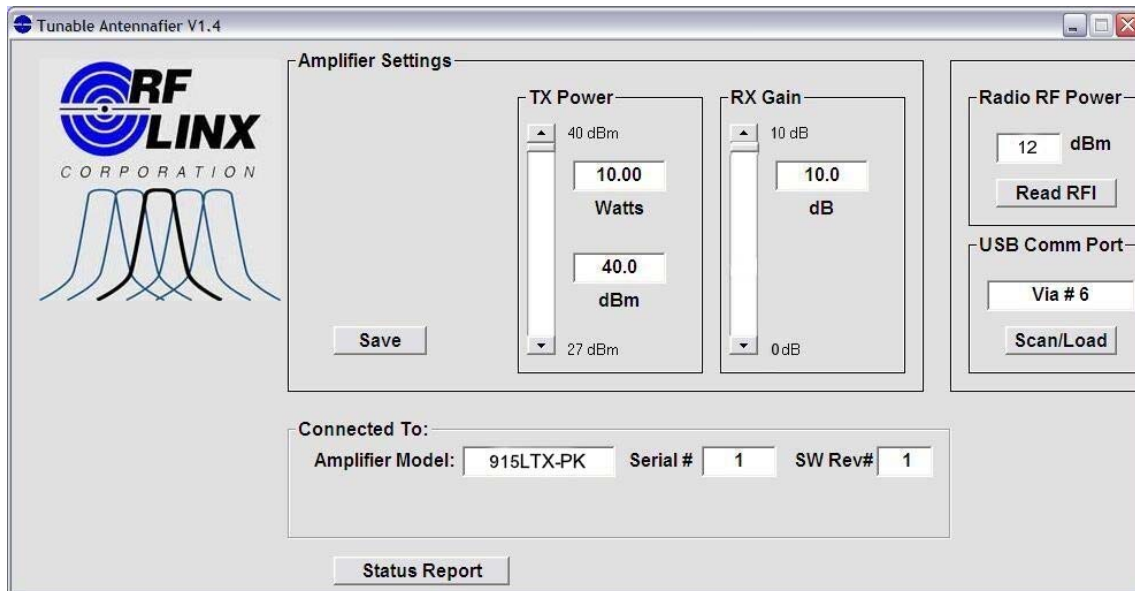 Tunable Antennafier V1.4
RF
LINX
CORPORATION
Amplifier Settings
TX Power
40 dBm
10.00
Watts
40.0
dBm
27 dBm
RX Gain
10 dB
10.0
dB
0dB
Save
Radio RF Power
12 dBm
Read RFI
USB Comm Port
Via # 6
Scan/Load
Connected To:
Amplifier Model: 915LTX-PK Serial # 1 SW Rev# 1
Status Report